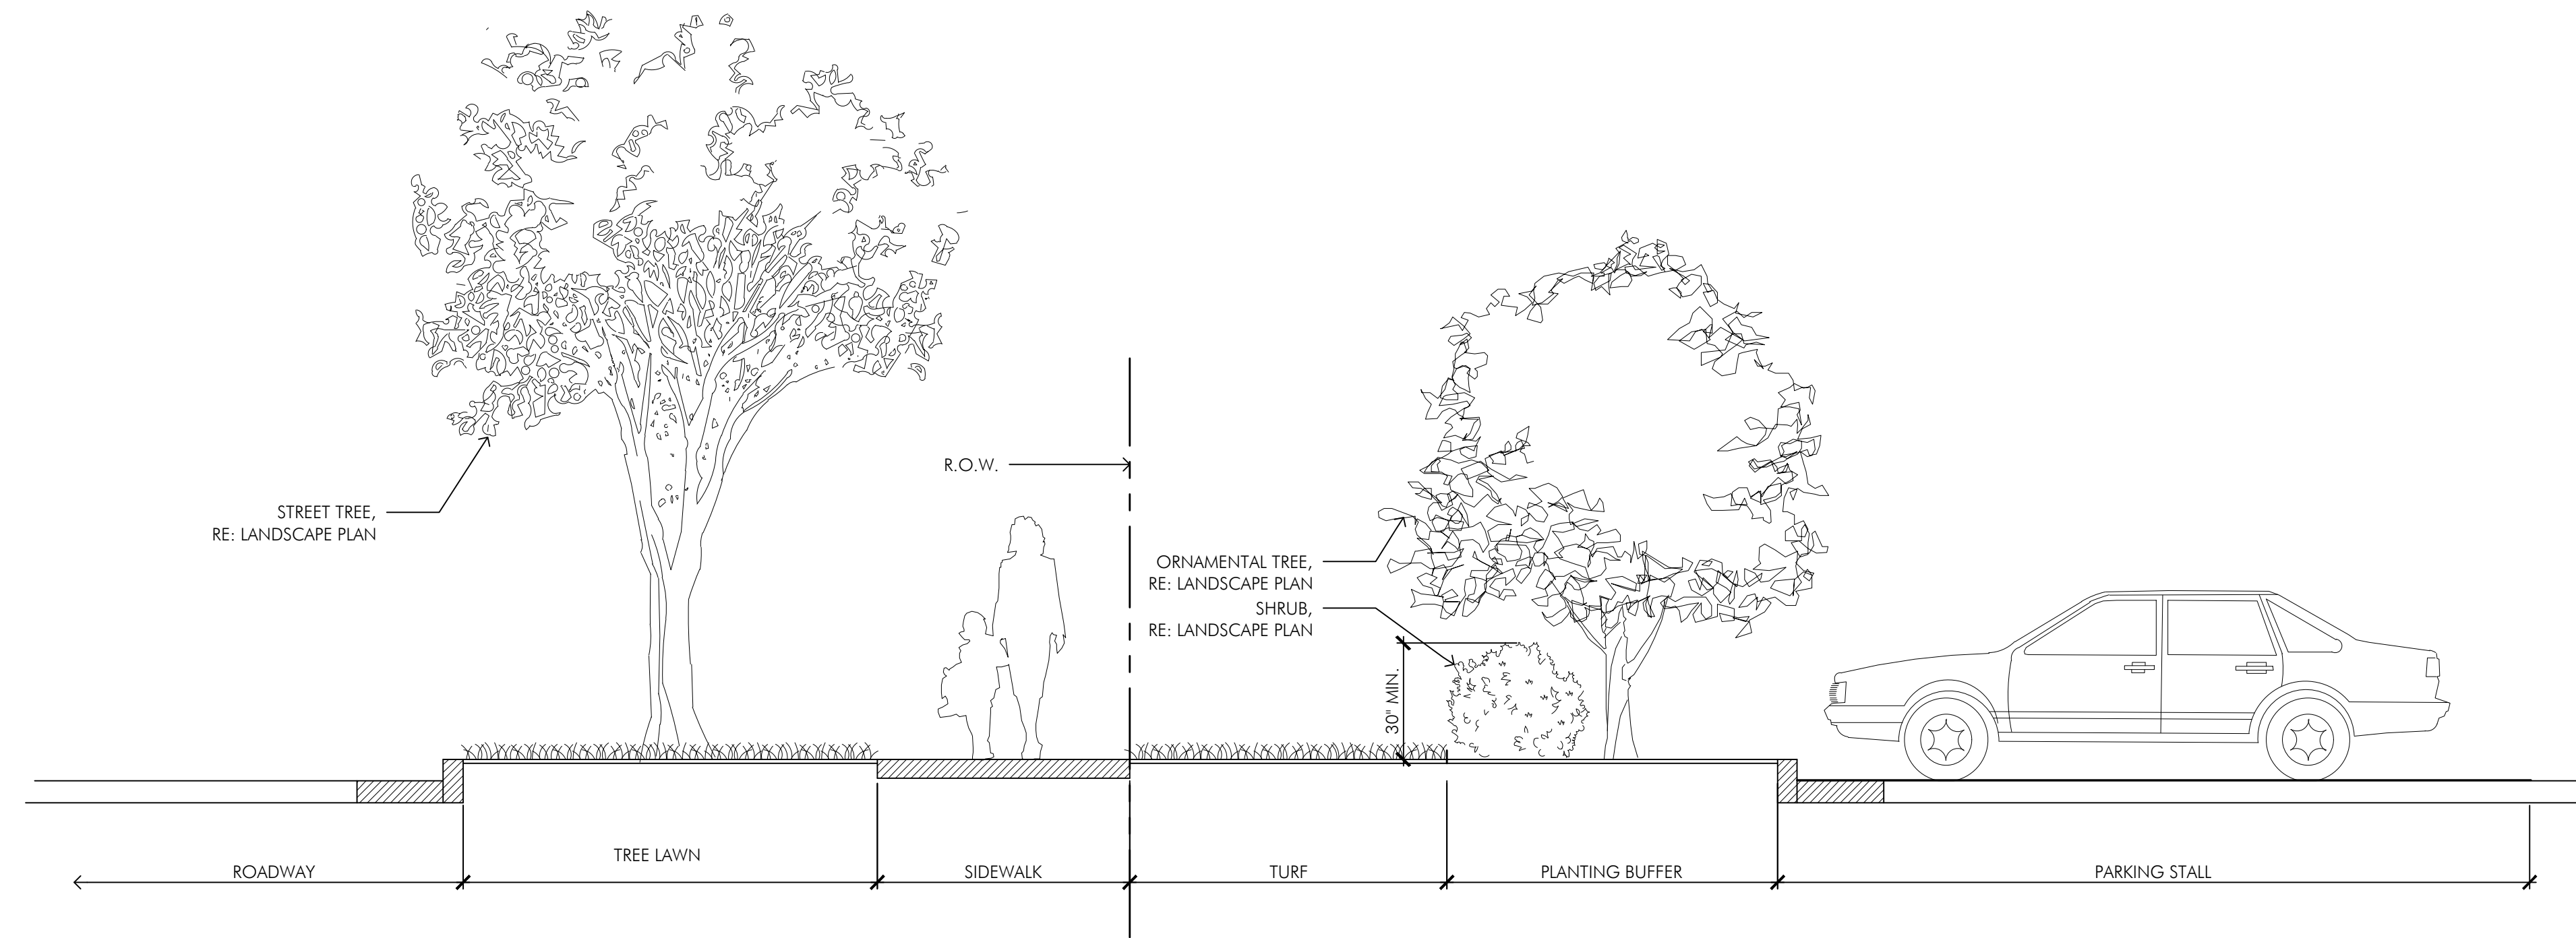 R.O.W.
STREET TREE,
RE: LANDSCAPE PLAN
ORNAMENTAL TREE,
RE: LANDSCAPE PLAN
SHRUB,
RE: LANDSCAPE PLAN
30" MIN.
ROADWAY
TREE LAWN
SIDEWALK
TURF
PLANTING BUFFER
PARKING STALL